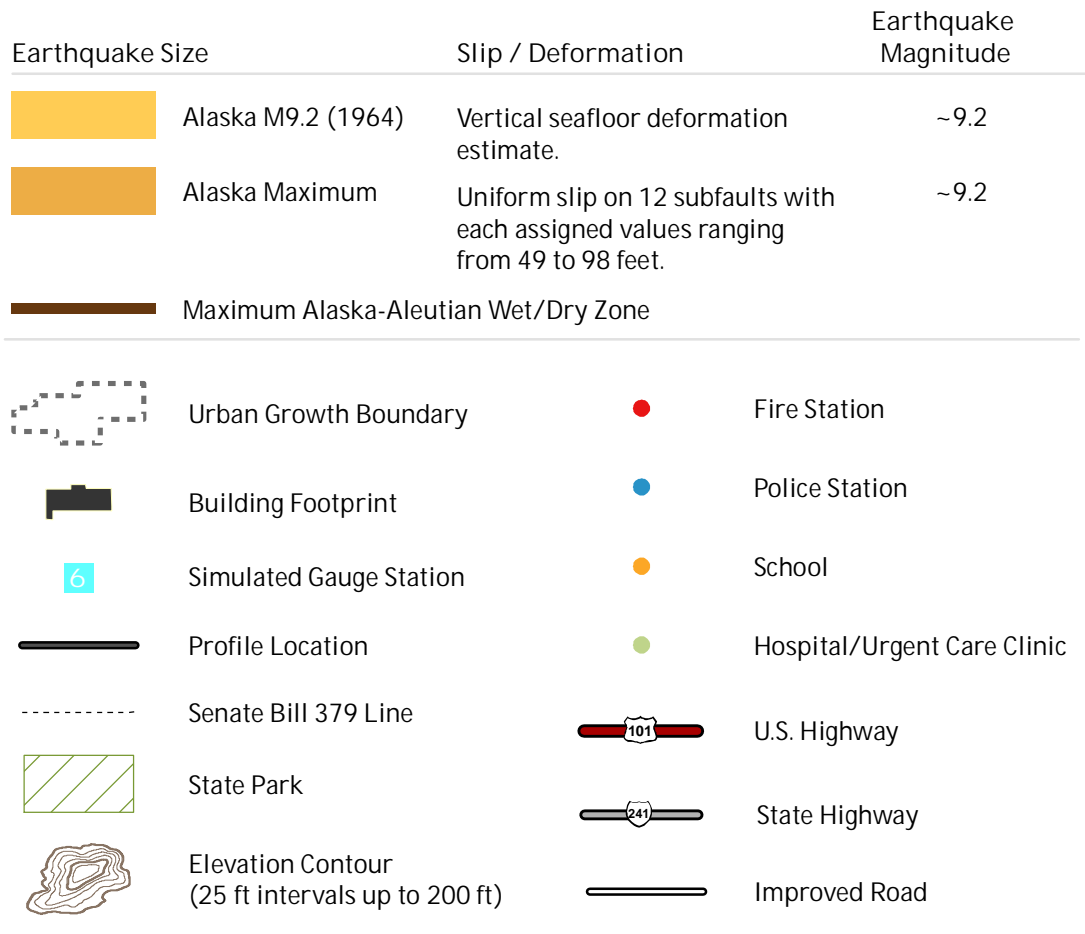 Earthquake Size
Slip / Deformation
Earthquake
Magnitude
Alaska M9.2 (1964)
Vertical seafloor deformation
estimate.
~9.2
Alaska Maximum
Uniform slip on 12 subfaults with
each assigned values ranging
from 49 to 98 feet.
~9.2
Maximum Alaska-Aleutian Wet/Dry Zone
Urban Growth Boundary
Building Footprint
6
Simulated Gauge Station
Profile Location
Senate Bill 379 Line
State Park
Elevation Contour
(25 ft intervals up to 200 ft)
Fire Station
Police Station
School
Hospital/Urgent Care Clinic
101
U.S. Highway
241
State Highway
Improved Road